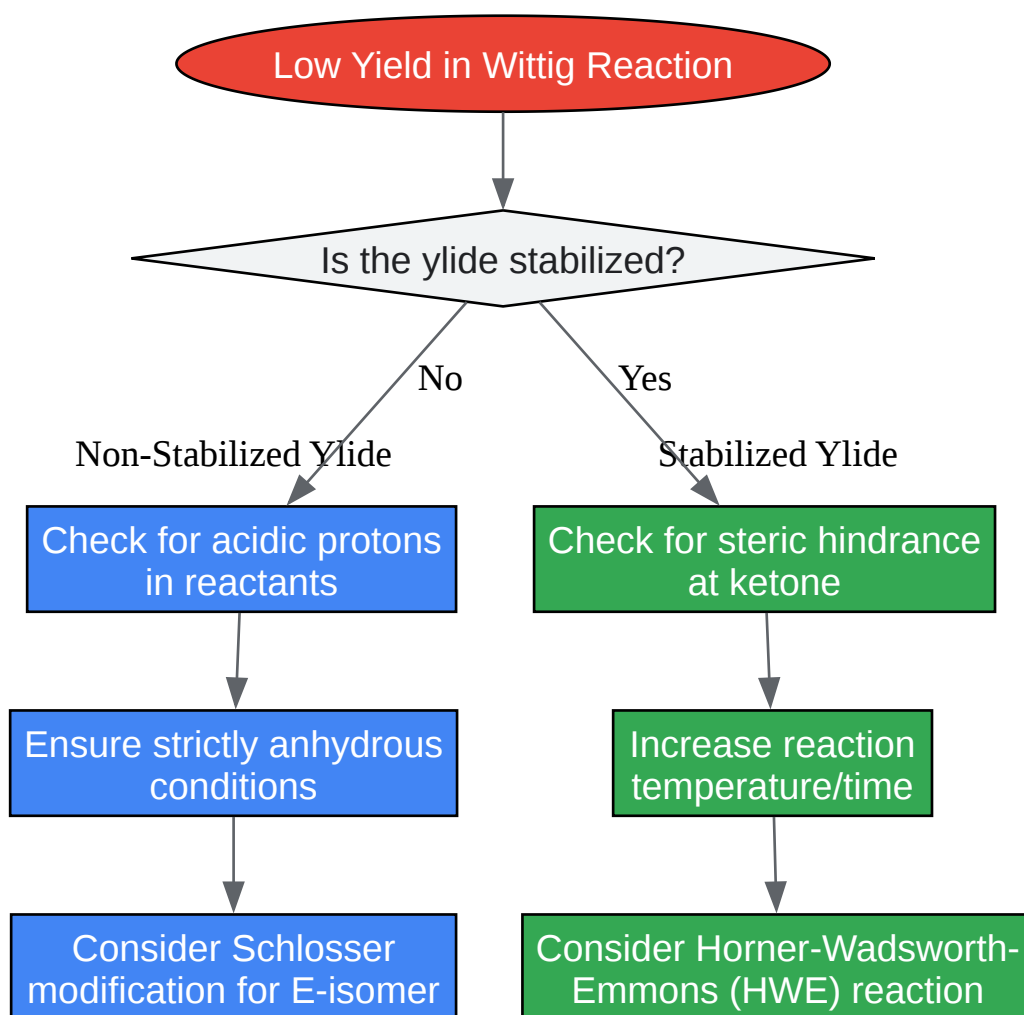 Low Yield in Wittig Reaction
Is the ylide stabilized?
No
Yes
Non-Stabilized Ylide
Stabilized Ylide
Check for acidic protons
in reactants
Check for steric hindrance
at ketone
Ensure strictly anhydrous
conditions
Increase reaction
temperature/time
Consider Schlosser
modification for E-isomer
Consider Horner-Wadsworth-
Emmons (HWE) reaction